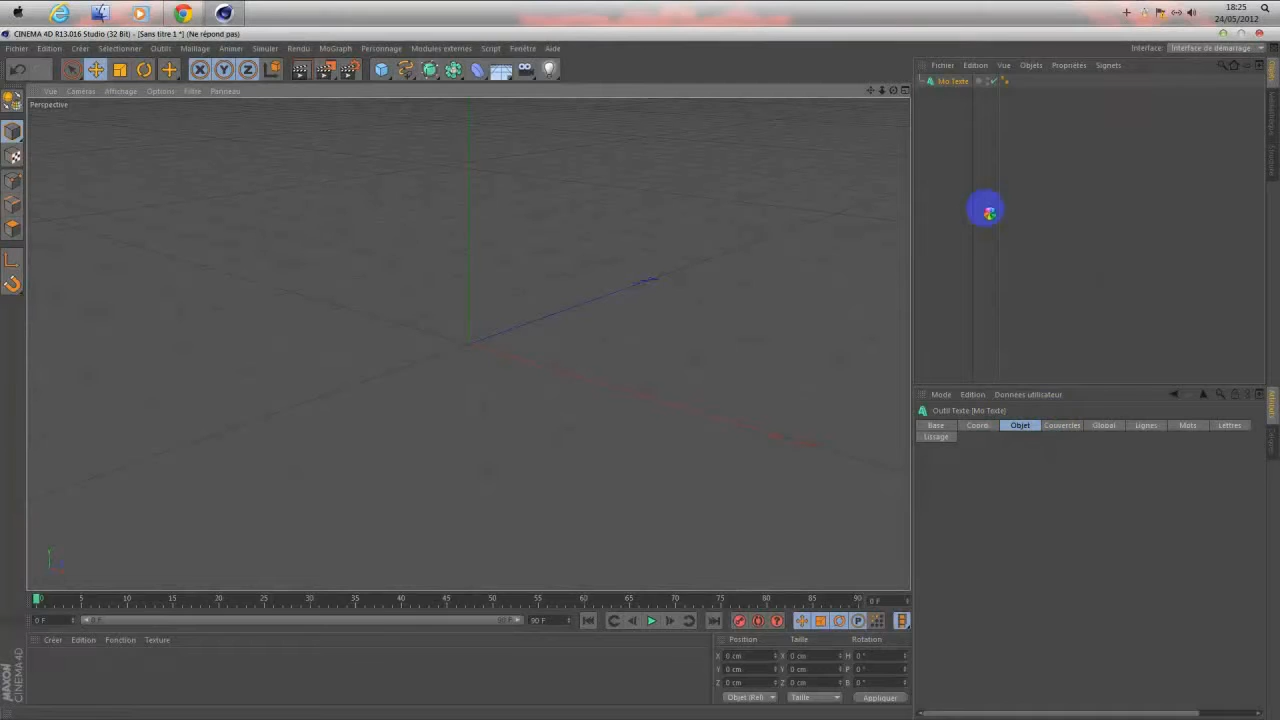 18:25
24/05/2012
CINEMA 4D R13.016 Studio (32 Bit) - [Sans titre 1 *] (Ne répond pas)
Fichier Edition Créer Sélectionner Outils Maillage Animer Simuler Rendu MoGraph Personnage Modules externes Script Fenêtre Aide Interface: Interface de démarrage
Fichier Edition Vue Objets Propriétés Signets
Mo Texte
Vue Caméras Affichage Options Filtre Panneau
Perspective
Mode Edition Données utilisateur
Outil Texte [Mo Texte]
Base Coord. Objet Couvercles Global Lignes Mots Lettres
Lissage
0 5 10 15 20 25 30 35 40 45 50 55 60 65 70 75 80 85 90 0 F
0 F 0 F 90 F 90 F
Créer Edition Fonction Texture
Position Taille Rotation
X 0 cm X 0 cm H 0 °
Y 0 cm Y 0 cm P 0 °
Z 0 cm Z 0 cm B 0 °
Objet (Rel) Taille Appliquer
MAXON
CINEMA 4D